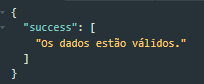 {
"success": [
"Os dados estão válidos."
]
}